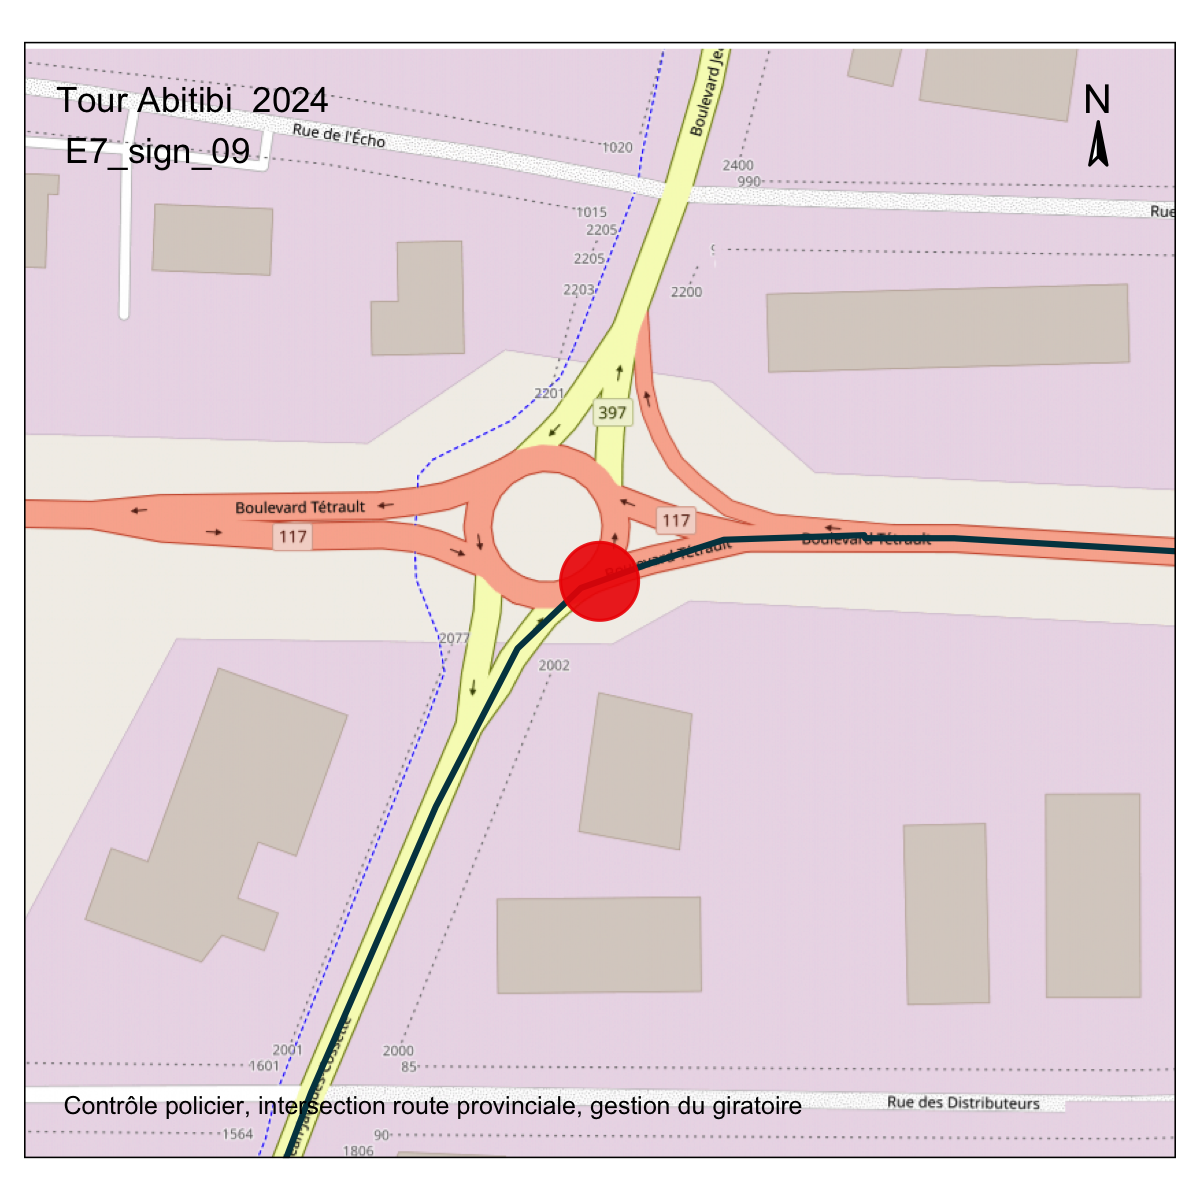 Tour Abitibi 2024
E7_sign_09
N
Boulevard Je
Rue de l'Écho
1020
2400
990
1015
Rue
2205
2205
2203
2200
2201
397
Boulevard Tétrault
117
117
Boulevard Tétrault
Boulevard Tétrault
2077
2002
2001
2000
1601
85
Contrôle policier, intersection route provinciale, gestion du giratoire
Rue des Distributeurs
1564
90
1806